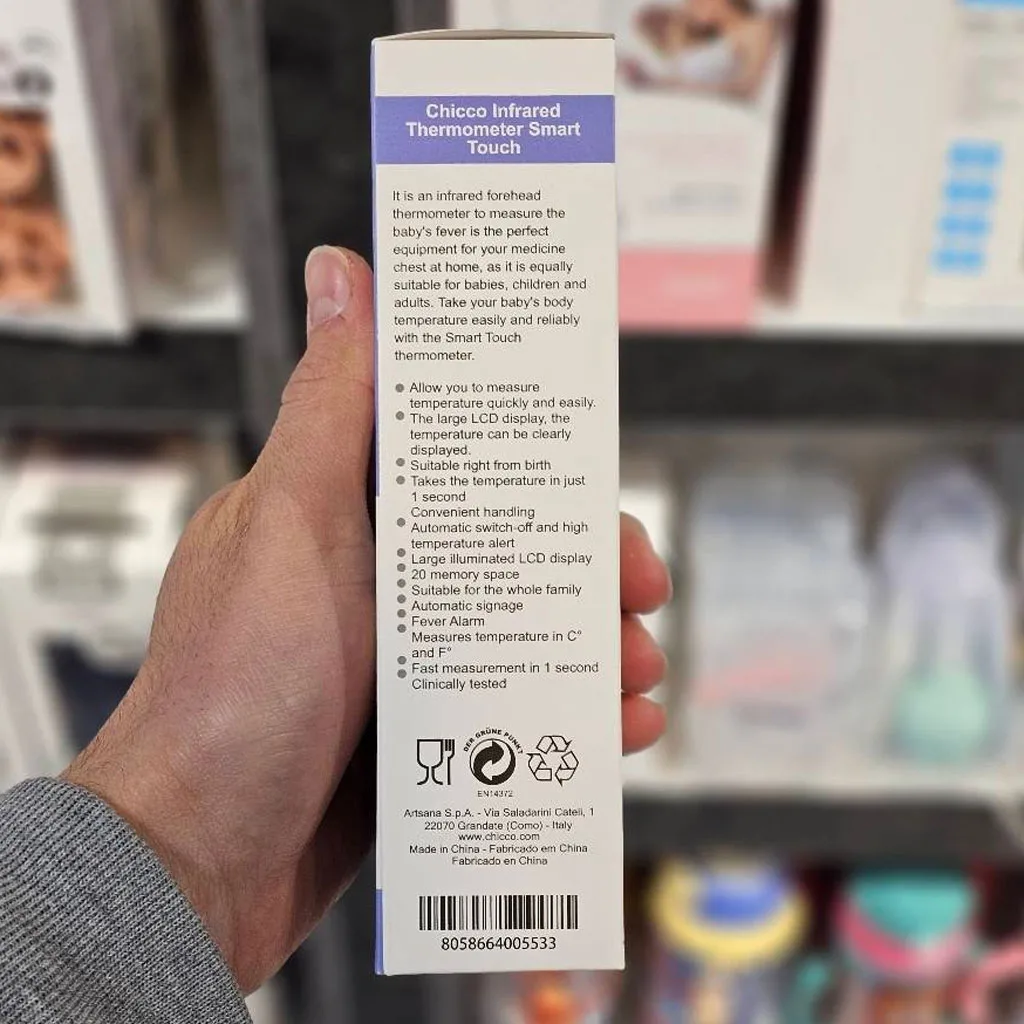 Chicco Infrared
Thermometer Smart
Touch
It is an infrared forehead
thermometer to measure the
baby's fever is the perfect
equipment for your medicine
chest at home, as it is equally
suitable for babies, children and
adults. Take your baby's body
temperature easily and reliably
with the Smart Touch
thermometer.
Allow you to measure
temperature quickly and easily.
The large LCD display, the
temperature can be clearly
displayed.
Suitable right from birth
Takes the temperature in just
1 second
Convenient handling
Automatic switch-off and high
temperature alert
Large illuminated LCD display
20 memory space
Suitable for the whole family
Automatic signage
Fever Alarm
Measures temperature in C°
and F°
Fast measurement in 1 second
Clinically tested
DER GRÜNE PUNKT
EN14372
Artsana S.p.A. - Via Saladarini Cateli, 1
22070 Grandate (Como) - Italy
www.chicco.com
Made in China - Fabricado em China
Fabricado en China
8058664005533